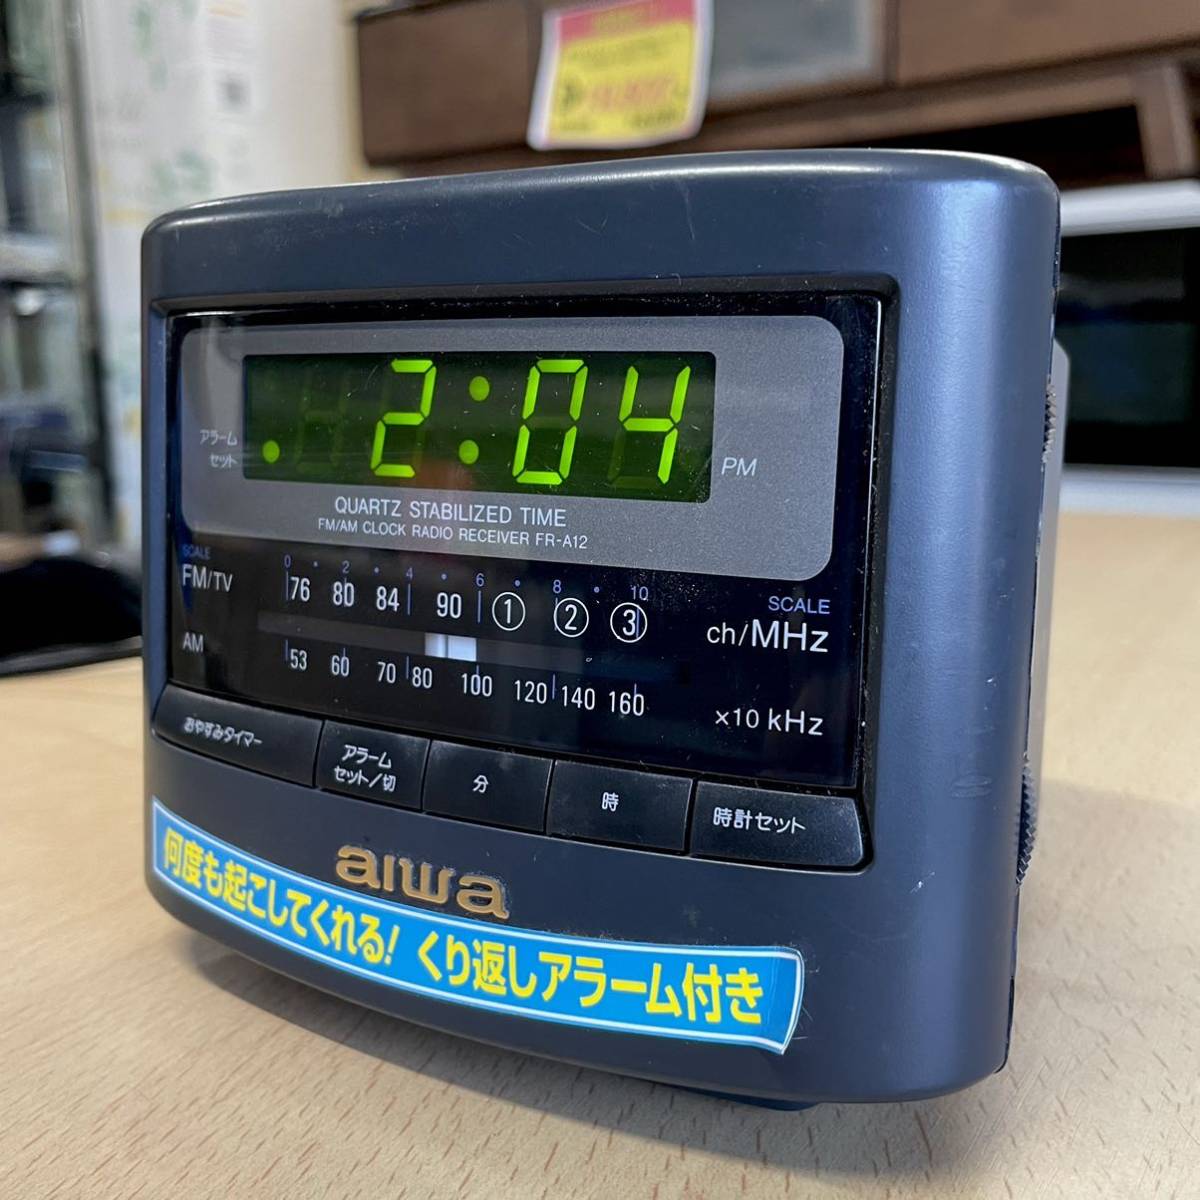 2:04
アラーム
セット
PM
QUARTZ STABILIZED TIME
FM/AM CLOCK RADIO RECEIVER FR-A12
SCALE
0 • 2 • 4 6 • 8 • 10
FM/TV
76 80 84 90 ① ② ③
SCALE
ch/MHz
AM
53 60 70 80 100 120 140 160
×10 kHz
おやすみタイマー
アラーム
セット/切
分
時
時計セット
aiwa
何度も起こしてくれる! くり返しアラーム付き